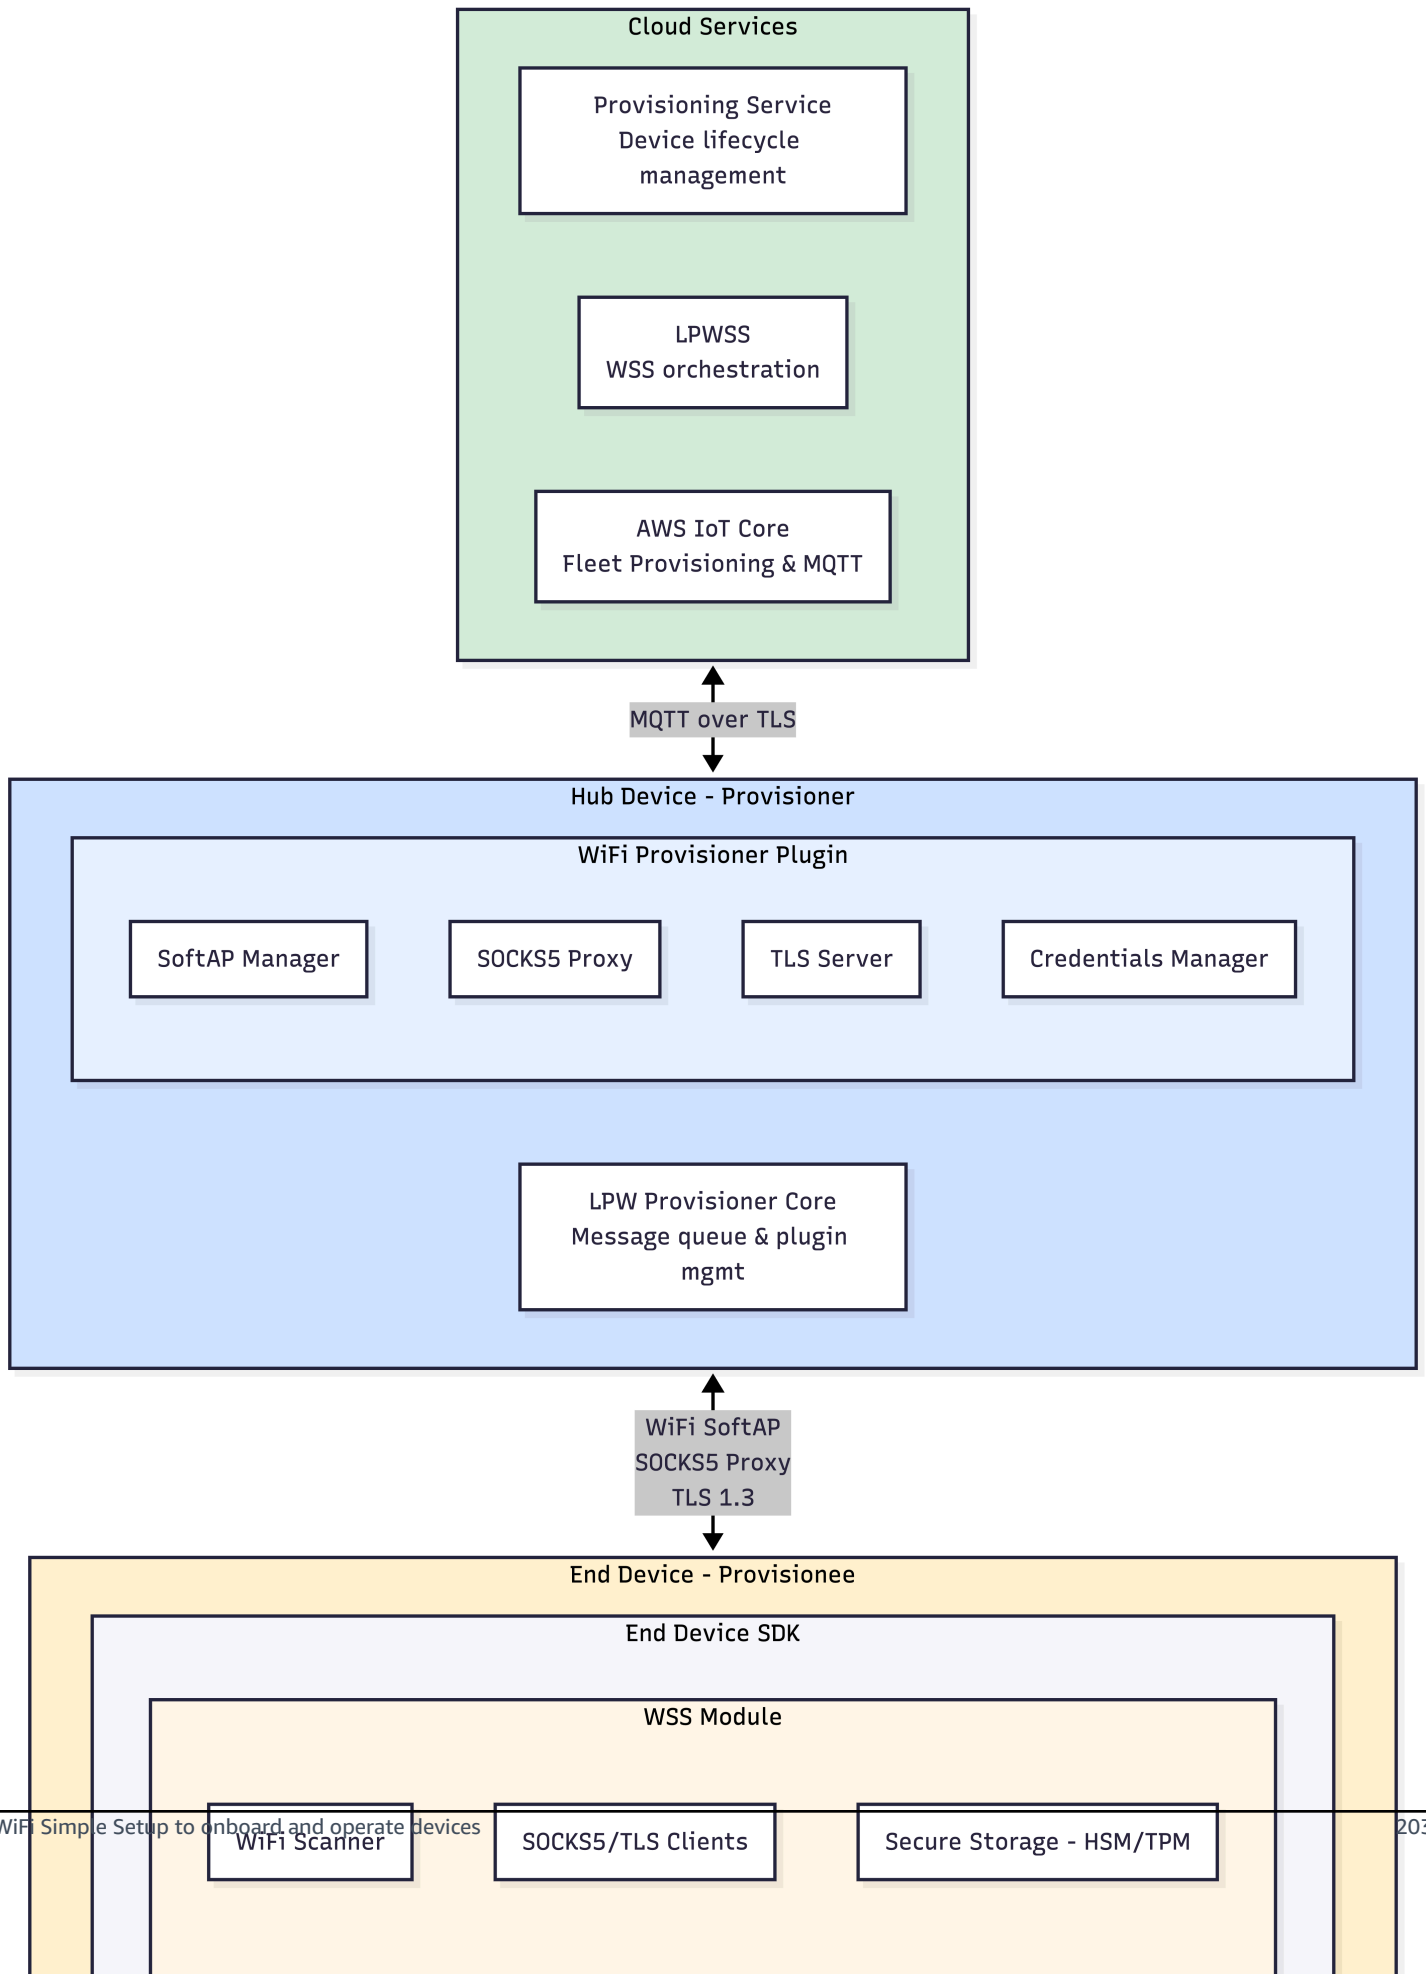 Cloud Services
Provisioning Service
Device lifecycle
management
LPWSS
WSS orchestration
AWS IoT Core
Fleet Provisioning & MQTT
MQTT over TLS
Hub Device - Provisioner
WiFi Provisioner Plugin
SoftAP Manager
SOCKS5 Proxy
TLS Server
Credentials Manager
LPW Provisioner Core
Message queue & plugin
mgmt
WiFi SoftAP
SOCKS5 Proxy
TLS 1.3
End Device - Provisionee
End Device SDK
WSS Module
WiFi Simple Setup to onboard and operate devices
203
WiFi Scanner
SOCKS5/TLS Clients
Secure Storage - HSM/TPM